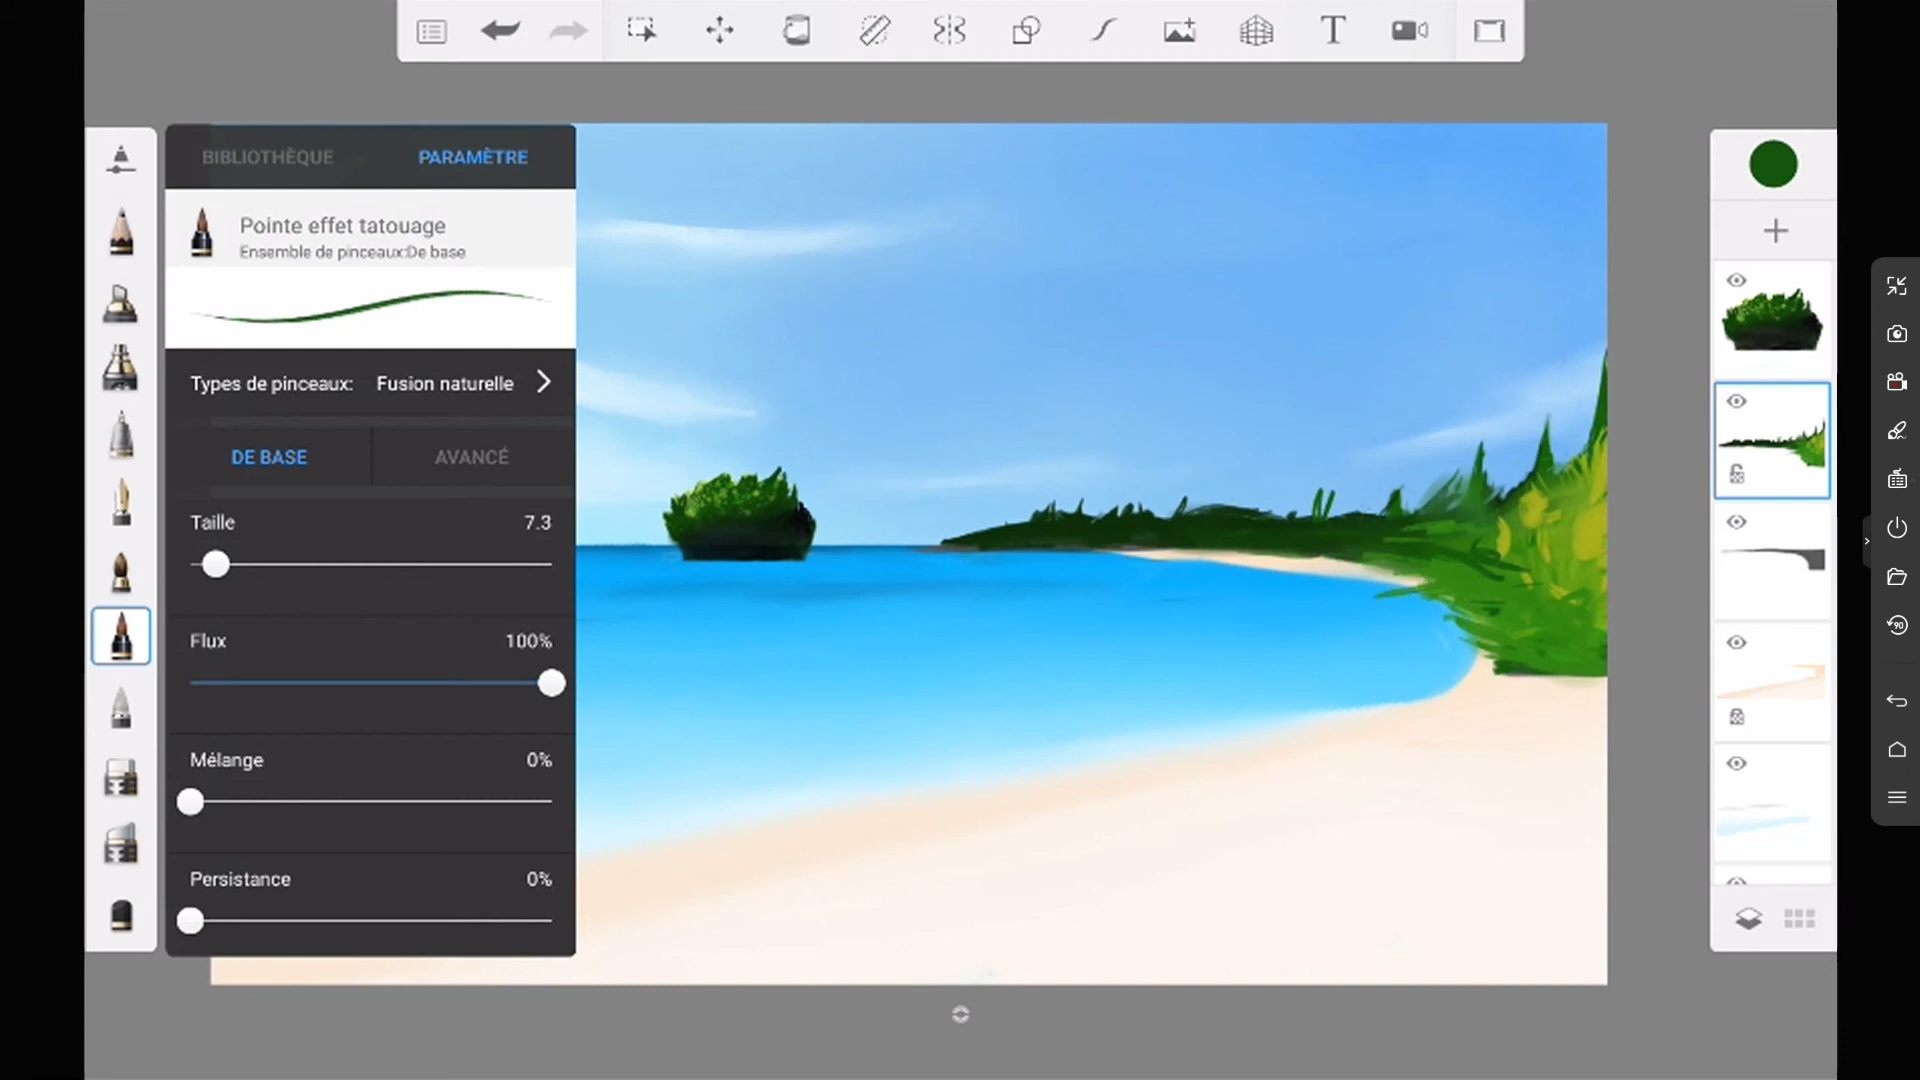 T
BIBLIOTHÈQUE PARAMÈTRE
Pointe effet tatouage
Ensemble de pinceaux:De base
Types de pinceaux: Fusion naturelle
DE BASE AVANCÉ
Taille 7.3
Flux 100%
Mélange 0%
Persistance 0%
90